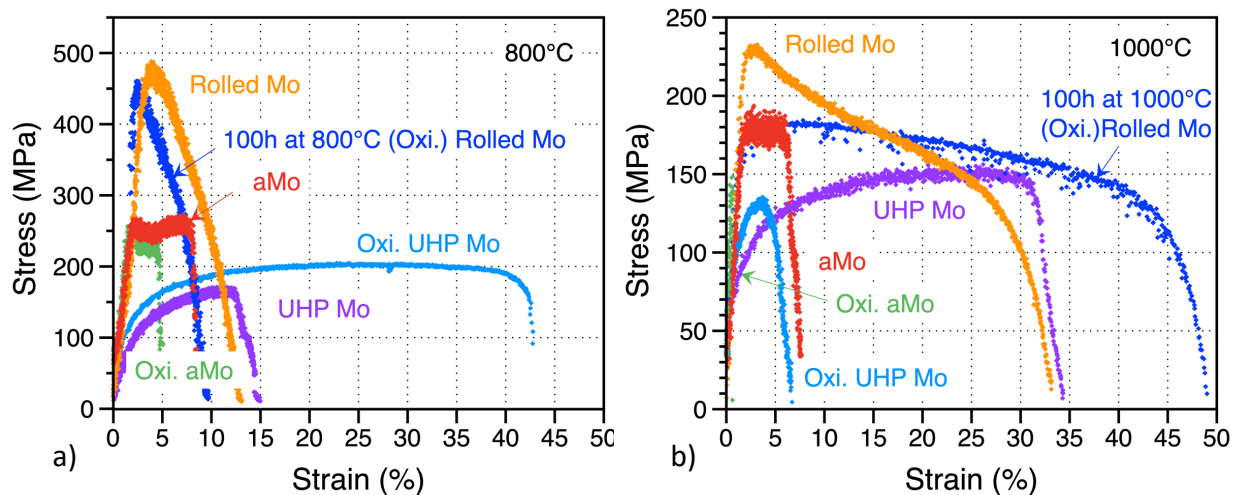 800°C
500
400
300
200
100
0
Stress (MPa)
Rolled Mo
100h at 800°C (Oxi.) Rolled Mo
aMo
Oxi. UHP Mo
UHP Mo
Oxi. aMo
0 5 10 15 20 25 30 35 40 45 50
Strain (%)
a)
1000°C
250
200
150
100
50
0
Stress (MPa)
Rolled Mo
100h at 1000°C
(Oxi.)Rolled Mo
UHP Mo
aMo
Oxi. aMo
Oxi. UHP Mo
0 5 10 15 20 25 30 35 40 45 50
Strain (%)
b)